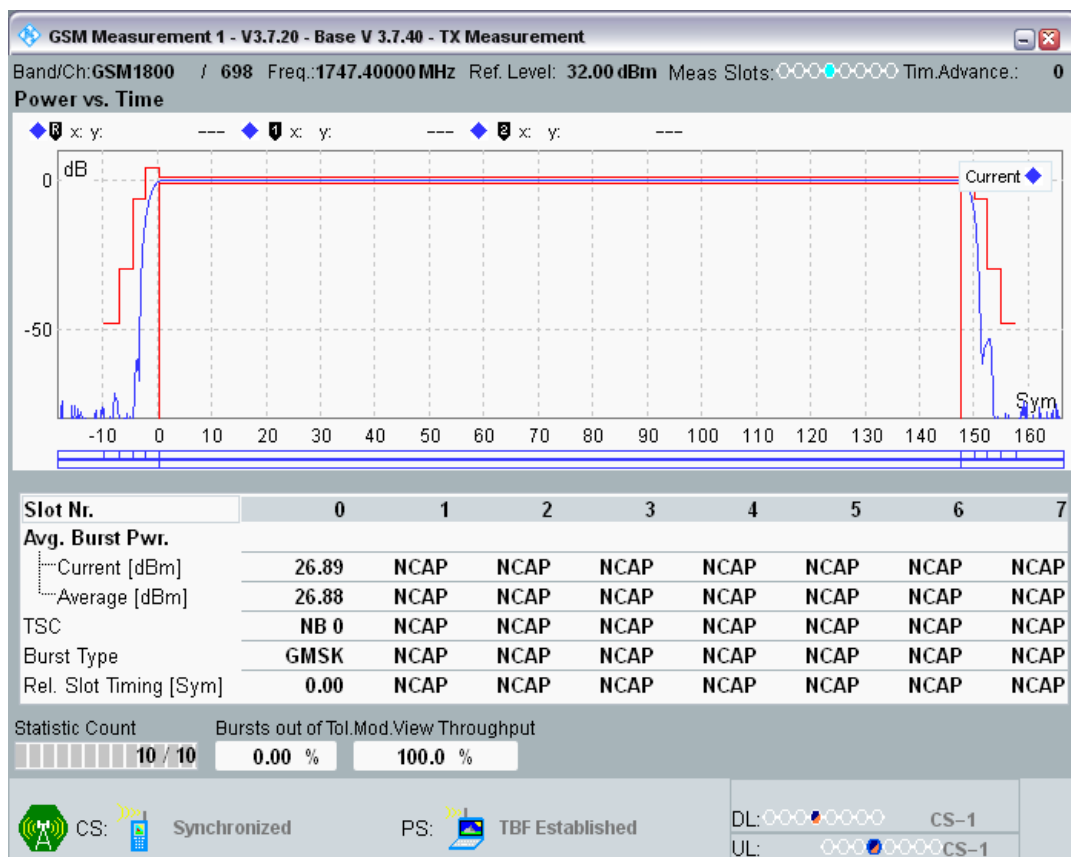 GSM Measurement 1 - V3.7.20 - Base V 3.7.40 - TX Measurement
Band/Ch:GSM1800 / 698 Freq.:1747.40000 MHz Ref. Level: 32.00 dBm Meas Slots: Tim.Advance.: 0
Power vs. Time
R x: y: --- 1 x: y: --- 2 x: y: ---
dB
Current
0
-50
Sym
-10 0 10 20 30 40 50 60 70 80 90 100 110 120 130 140 150 160
Slot Nr. 0 1 2 3 4 5 6 7
Avg. Burst Pwr.
Current [dBm] 26.89 NCAP NCAP NCAP NCAP NCAP NCAP NCAP
Average [dBm] 26.88 NCAP NCAP NCAP NCAP NCAP NCAP NCAP
TSC NB 0 NCAP NCAP NCAP NCAP NCAP NCAP NCAP
Burst Type GMSK NCAP NCAP NCAP NCAP NCAP NCAP NCAP
Rel. Slot Timing [Sym] 0.00 NCAP NCAP NCAP NCAP NCAP NCAP NCAP
Statistic Count Bursts out of Tol.Mod.View Throughput
10 / 10 0.00 % 100.0 %
CS: Synchronized PS: TBF Established
DL: CS-1
UL: CS-1